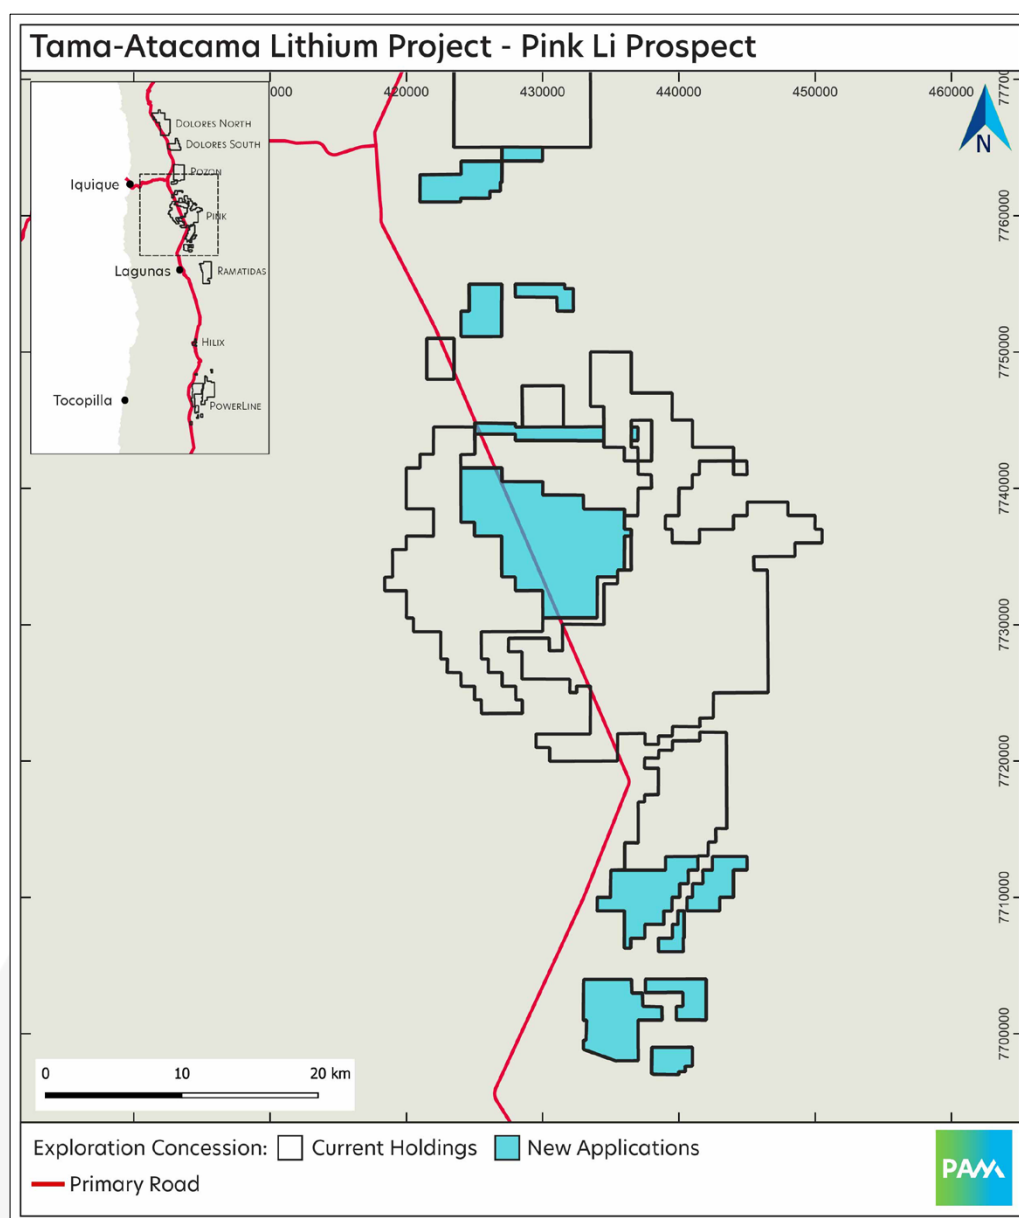 Tama-Atacama Lithium Project - Pink Li Prospect
0000
420000
430000
440000
450000
460000
N
77700
7760000
7750000
7740000
7730000
7720000
7710000
7700000
DOLORES NORTH
DOLORES SOUTH
POZON
Iquique
PINK
Lagunas
RAMATIDAS
HILIX
Tocopilla
POWERLINE
0 10 20 km
Exploration Concession: Current Holdings New Applications
Primary Road
PAM